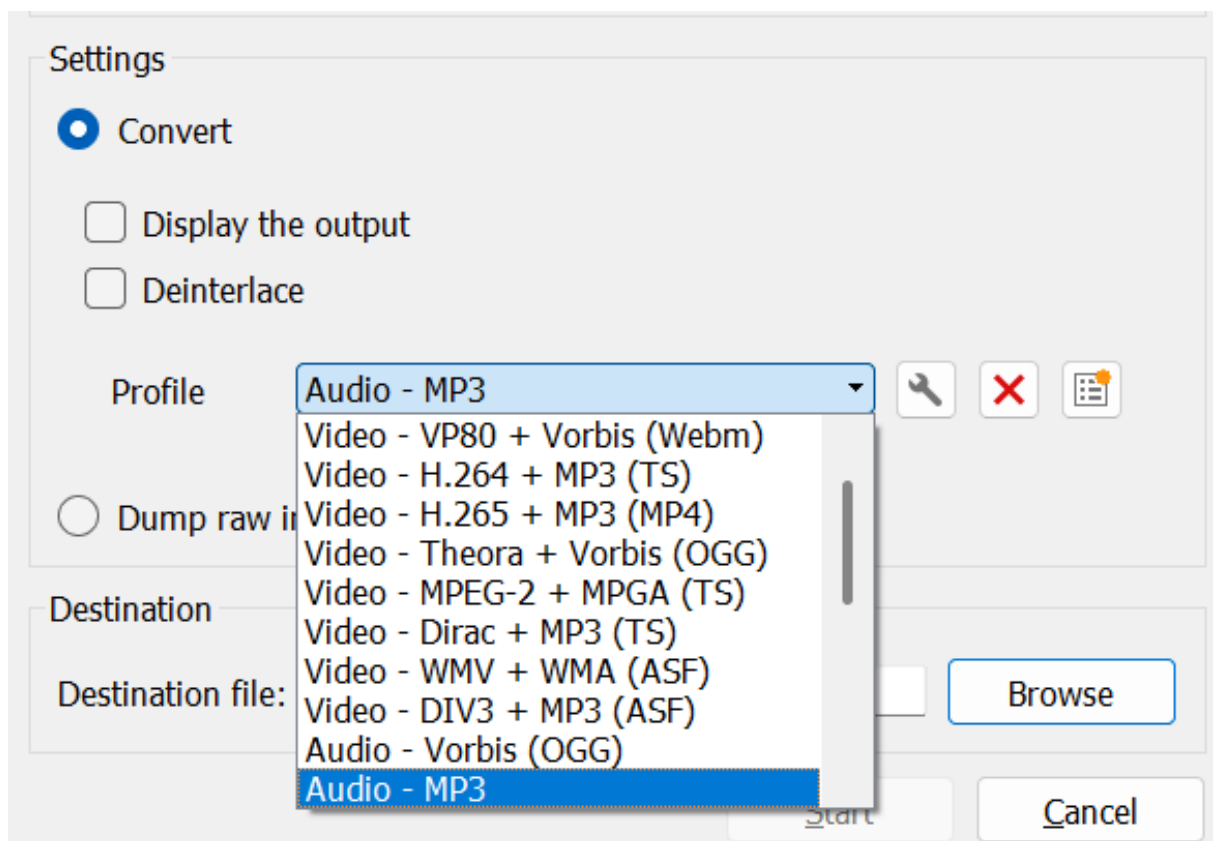 Settings
Convert
Display the output
Deinterlace
Profile Audio - MP3
Video - VP80 + Vorbis (Webm)
Video - H.264 + MP3 (TS)
Video - H.265 + MP3 (MP4)
Dump raw
Video - Theora + Vorbis (OGG)
Video - MPEG-2 + MPGA (TS)
Destination
Video - Dirac + MP3 (TS)
Video - WMV + WMA (ASF)
Destination file: Browse
Video - DIV3 + MP3 (ASF)
Audio - Vorbis (OGG)
Audio - MP3
Start Cancel